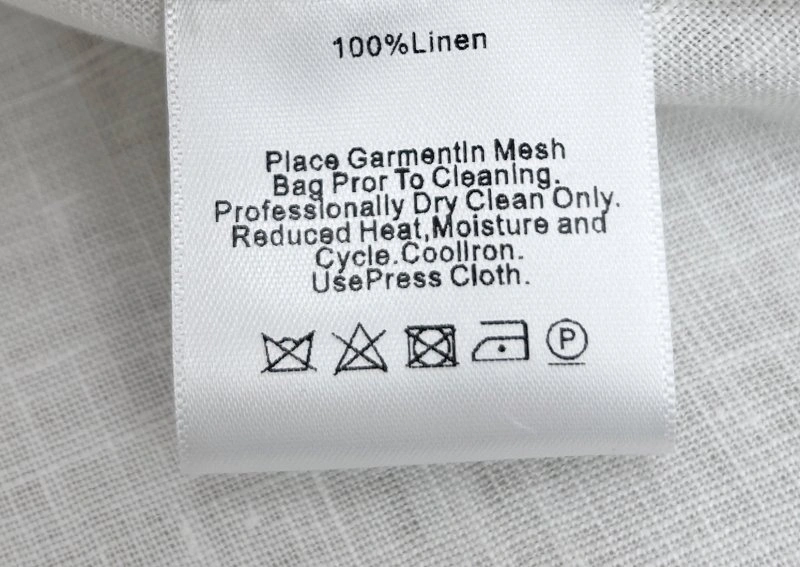 100%Linen
Place GarmentIn Mesh
Bag Pror To Cleaning.
Professionally Dry Clean Only.
Reduced Heat,Moisture and
Cycle.CoolIron.
UsePress Cloth.
P